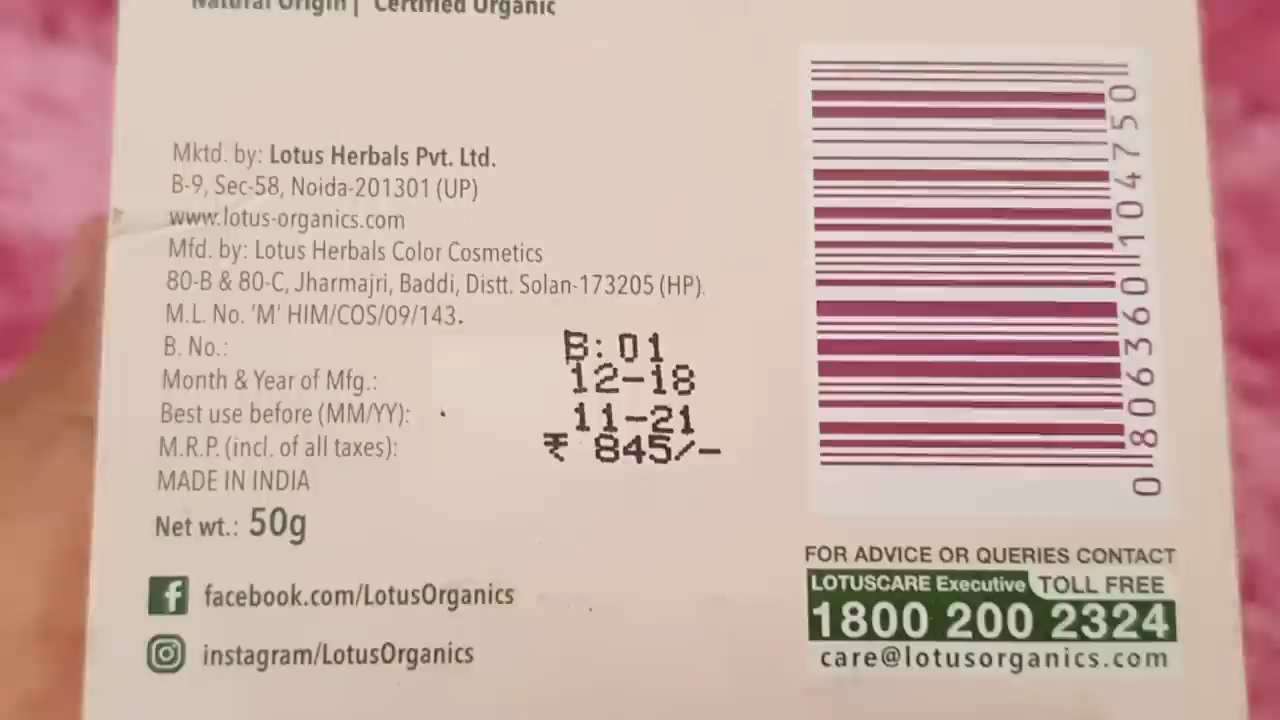 Natural Origin | Certified Organic
Mktd. by: Lotus Herbals Pvt. Ltd.
B-9, Sec-58, Noida-201301 (UP)
www.lotus-organics.com
Mfd. by: Lotus Herbals Color Cosmetics
80-B & 80-C, Jharmajri, Baddi, Distt. Solan-173205 (HP).
M.L. No. 'M' HIM/COS/09/143.
B. No.: B:01
Month & Year of Mfg.: 12-18
Best use before (MM/YY): 11-21
M.R.P. (incl. of all taxes): ₹ 845/-
MADE IN INDIA
Net wt.: 50g
facebook.com/LotusOrganics
instagram/LotusOrganics
0 806360 104750
FOR ADVICE OR QUERIES CONTACT
LOTUSCARE Executive TOLL FREE
1800 200 2324
care@lotusorganics.com